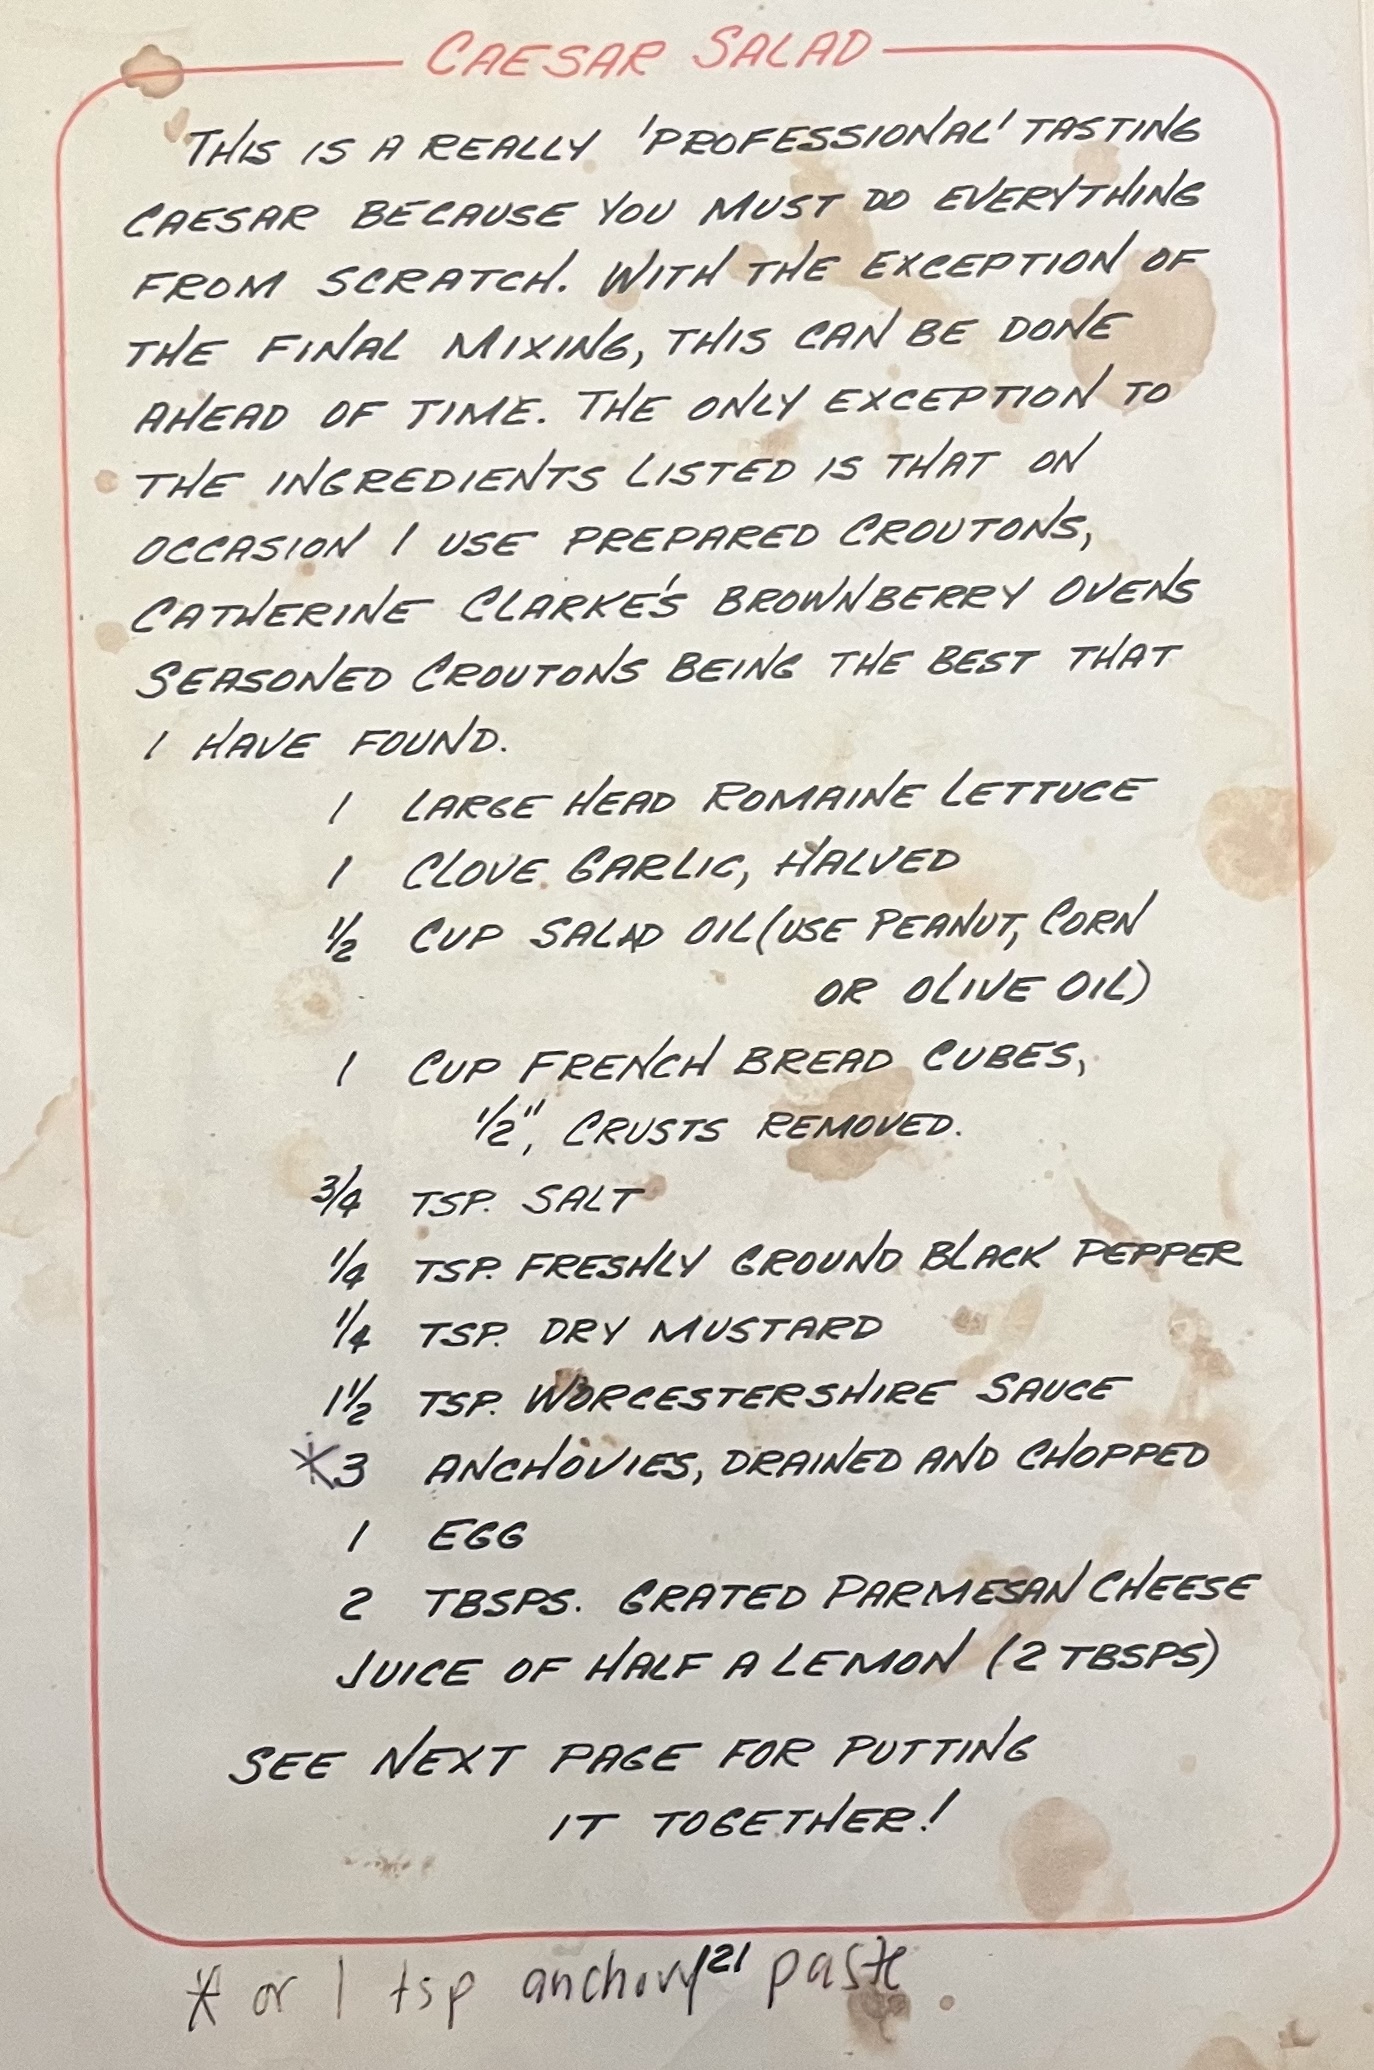 CAESAR SALAD
THIS IS A REALLY 'PROFESSIONAL' TASTING
CAESAR BECAUSE YOU MUST DO EVERYTHING
FROM SCRATCH. WITH THE EXCEPTION OF
THE FINAL MIXING, THIS CAN BE DONE
AHEAD OF TIME. THE ONLY EXCEPTION TO
THE INGREDIENTS LISTED IS THAT ON
OCCASION I USE PREPARED CROUTONS,
CATHERINE CLARKE'S BROWNBERRY OVENS
SEASONED CROUTONS BEING THE BEST THAT
I HAVE FOUND.
1 LARGE HEAD ROMAINE LETTUCE
1 CLOVE GARLIC, HALVED
1/2 CUP SALAD OIL (USE PEANUT, CORN
OR OLIVE OIL)
1 CUP FRENCH BREAD CUBES,
1/2", CRUSTS REMOVED.
3/4 TSP. SALT
1/4 TSP. FRESHLY GROUND BLACK PEPPER
1/4 TSP. DRY MUSTARD
1 1/2 TSP. WORCESTERSHIRE SAUCE
*3 ANCHOVIES, DRAINED AND CHOPPED
1 EGG
2 TBSPS. GRATED PARMESAN CHEESE
JUICE OF HALF A LEMON (2 TBSPS)
SEE NEXT PAGE FOR PUTTING
IT TOGETHER!
121
* or 1 tsp anchovy paste.